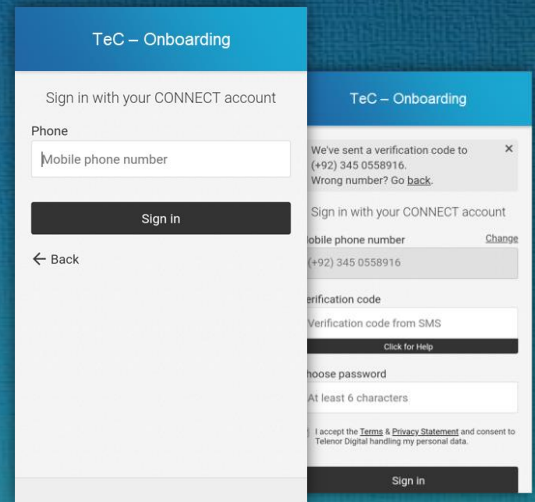 TeC – Onboarding
Sign in with your CONNECT account
Phone
Mobile phone number
Sign in
← Back
TeC – Onboarding
We've sent a verification code to
(+92) 345 0558916.
Wrong number? Go back.
×
Sign in with your CONNECT account
obile phone number
Change
(+92) 345 0558916
erification code
Verification code from SMS
Click for Help
hoose password
At least 6 characters
I accept the Terms & Privacy Statement and consent to
Telenor Digital handling my personal data.
Sign in